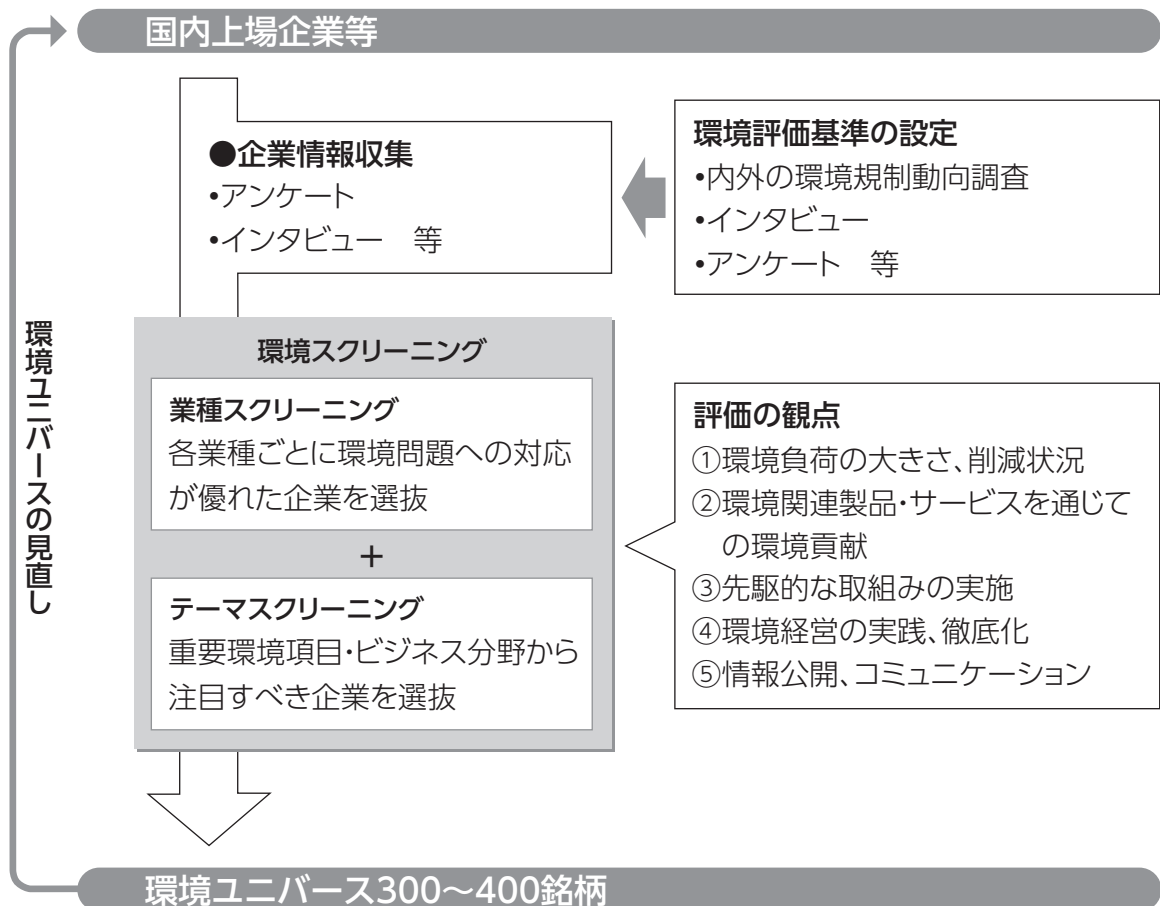 国内上場企業等
●企業情報収集
•アンケート
•インタビュー　等
環境評価基準の設定
•内外の環境規制動向調査
•インタビュー
•アンケート　等
環境ユニバースの見直し
環境スクリーニング
業種スクリーニング
各業種ごとに環境問題への対応
が優れた企業を選抜
+
テーマスクリーニング
重要環境項目・ビジネス分野から
注目すべき企業を選抜
評価の観点
①環境負荷の大きさ、削減状況
②環境関連製品・サービスを通じて
の環境貢献
③先駆的な取組みの実施
④環境経営の実践、徹底化
⑤情報公開、コミュニケーション
環境ユニバース300〜400銘柄